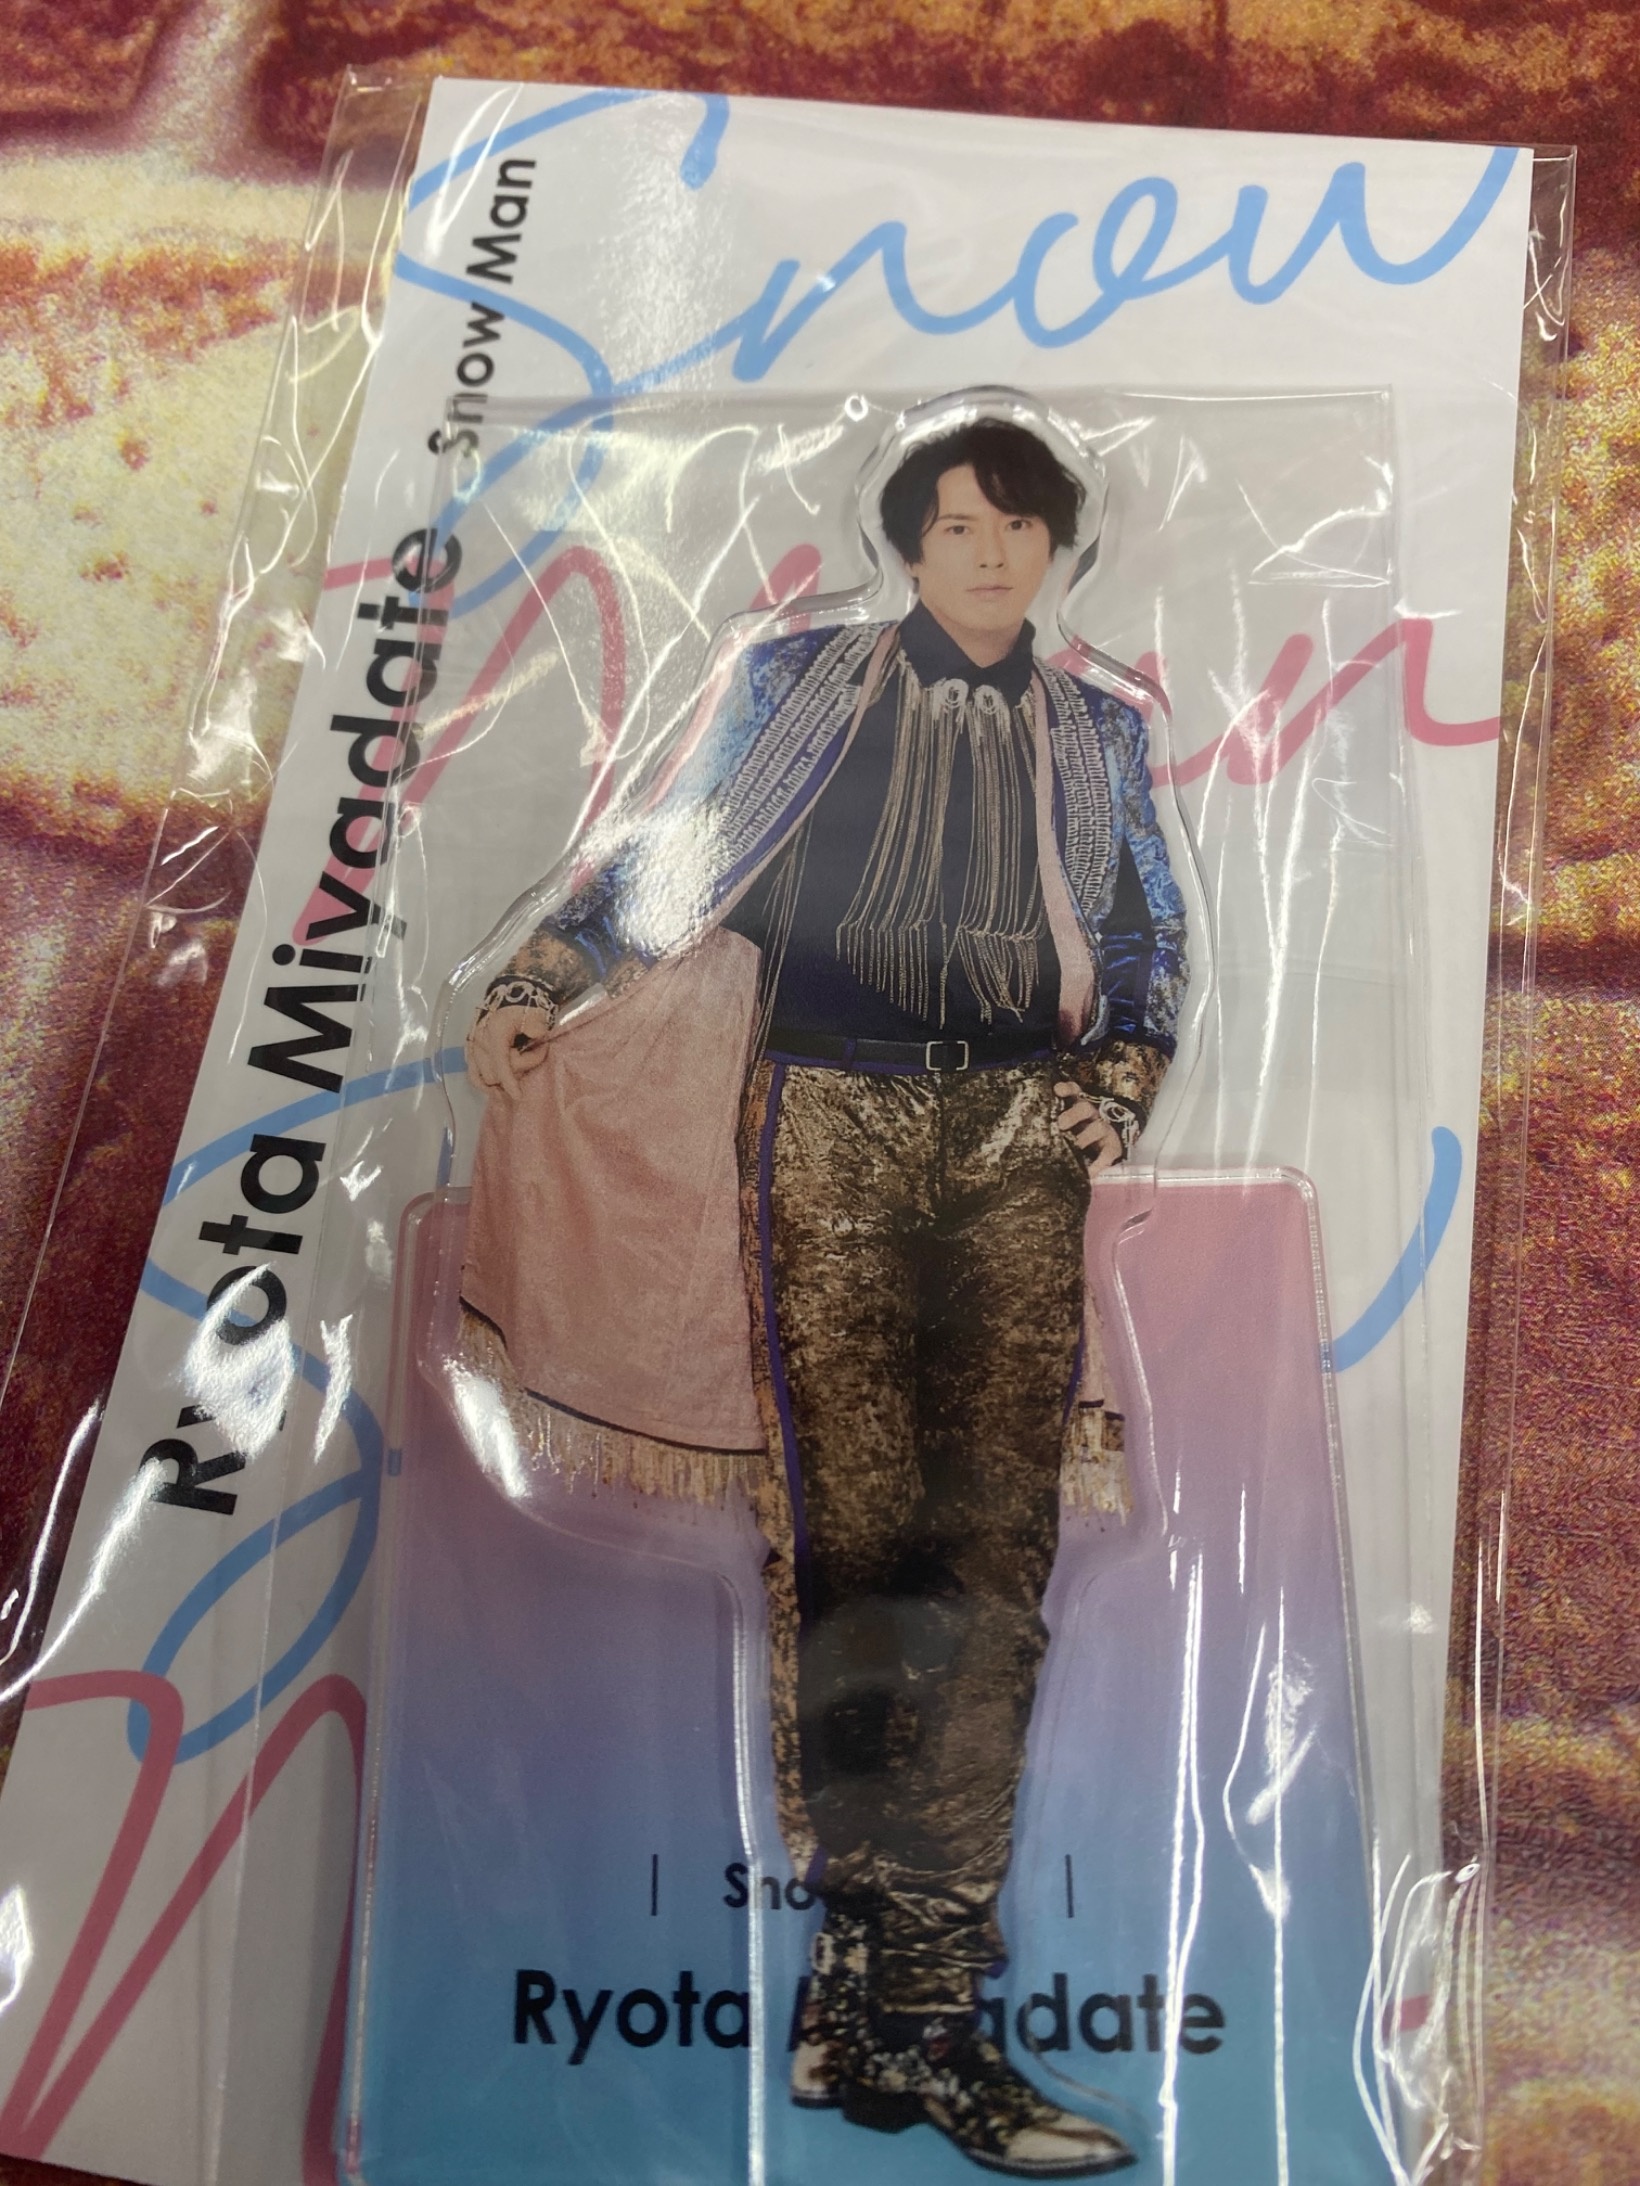 Snow
Man
Ryota Miyadate Snow Man
Ryota